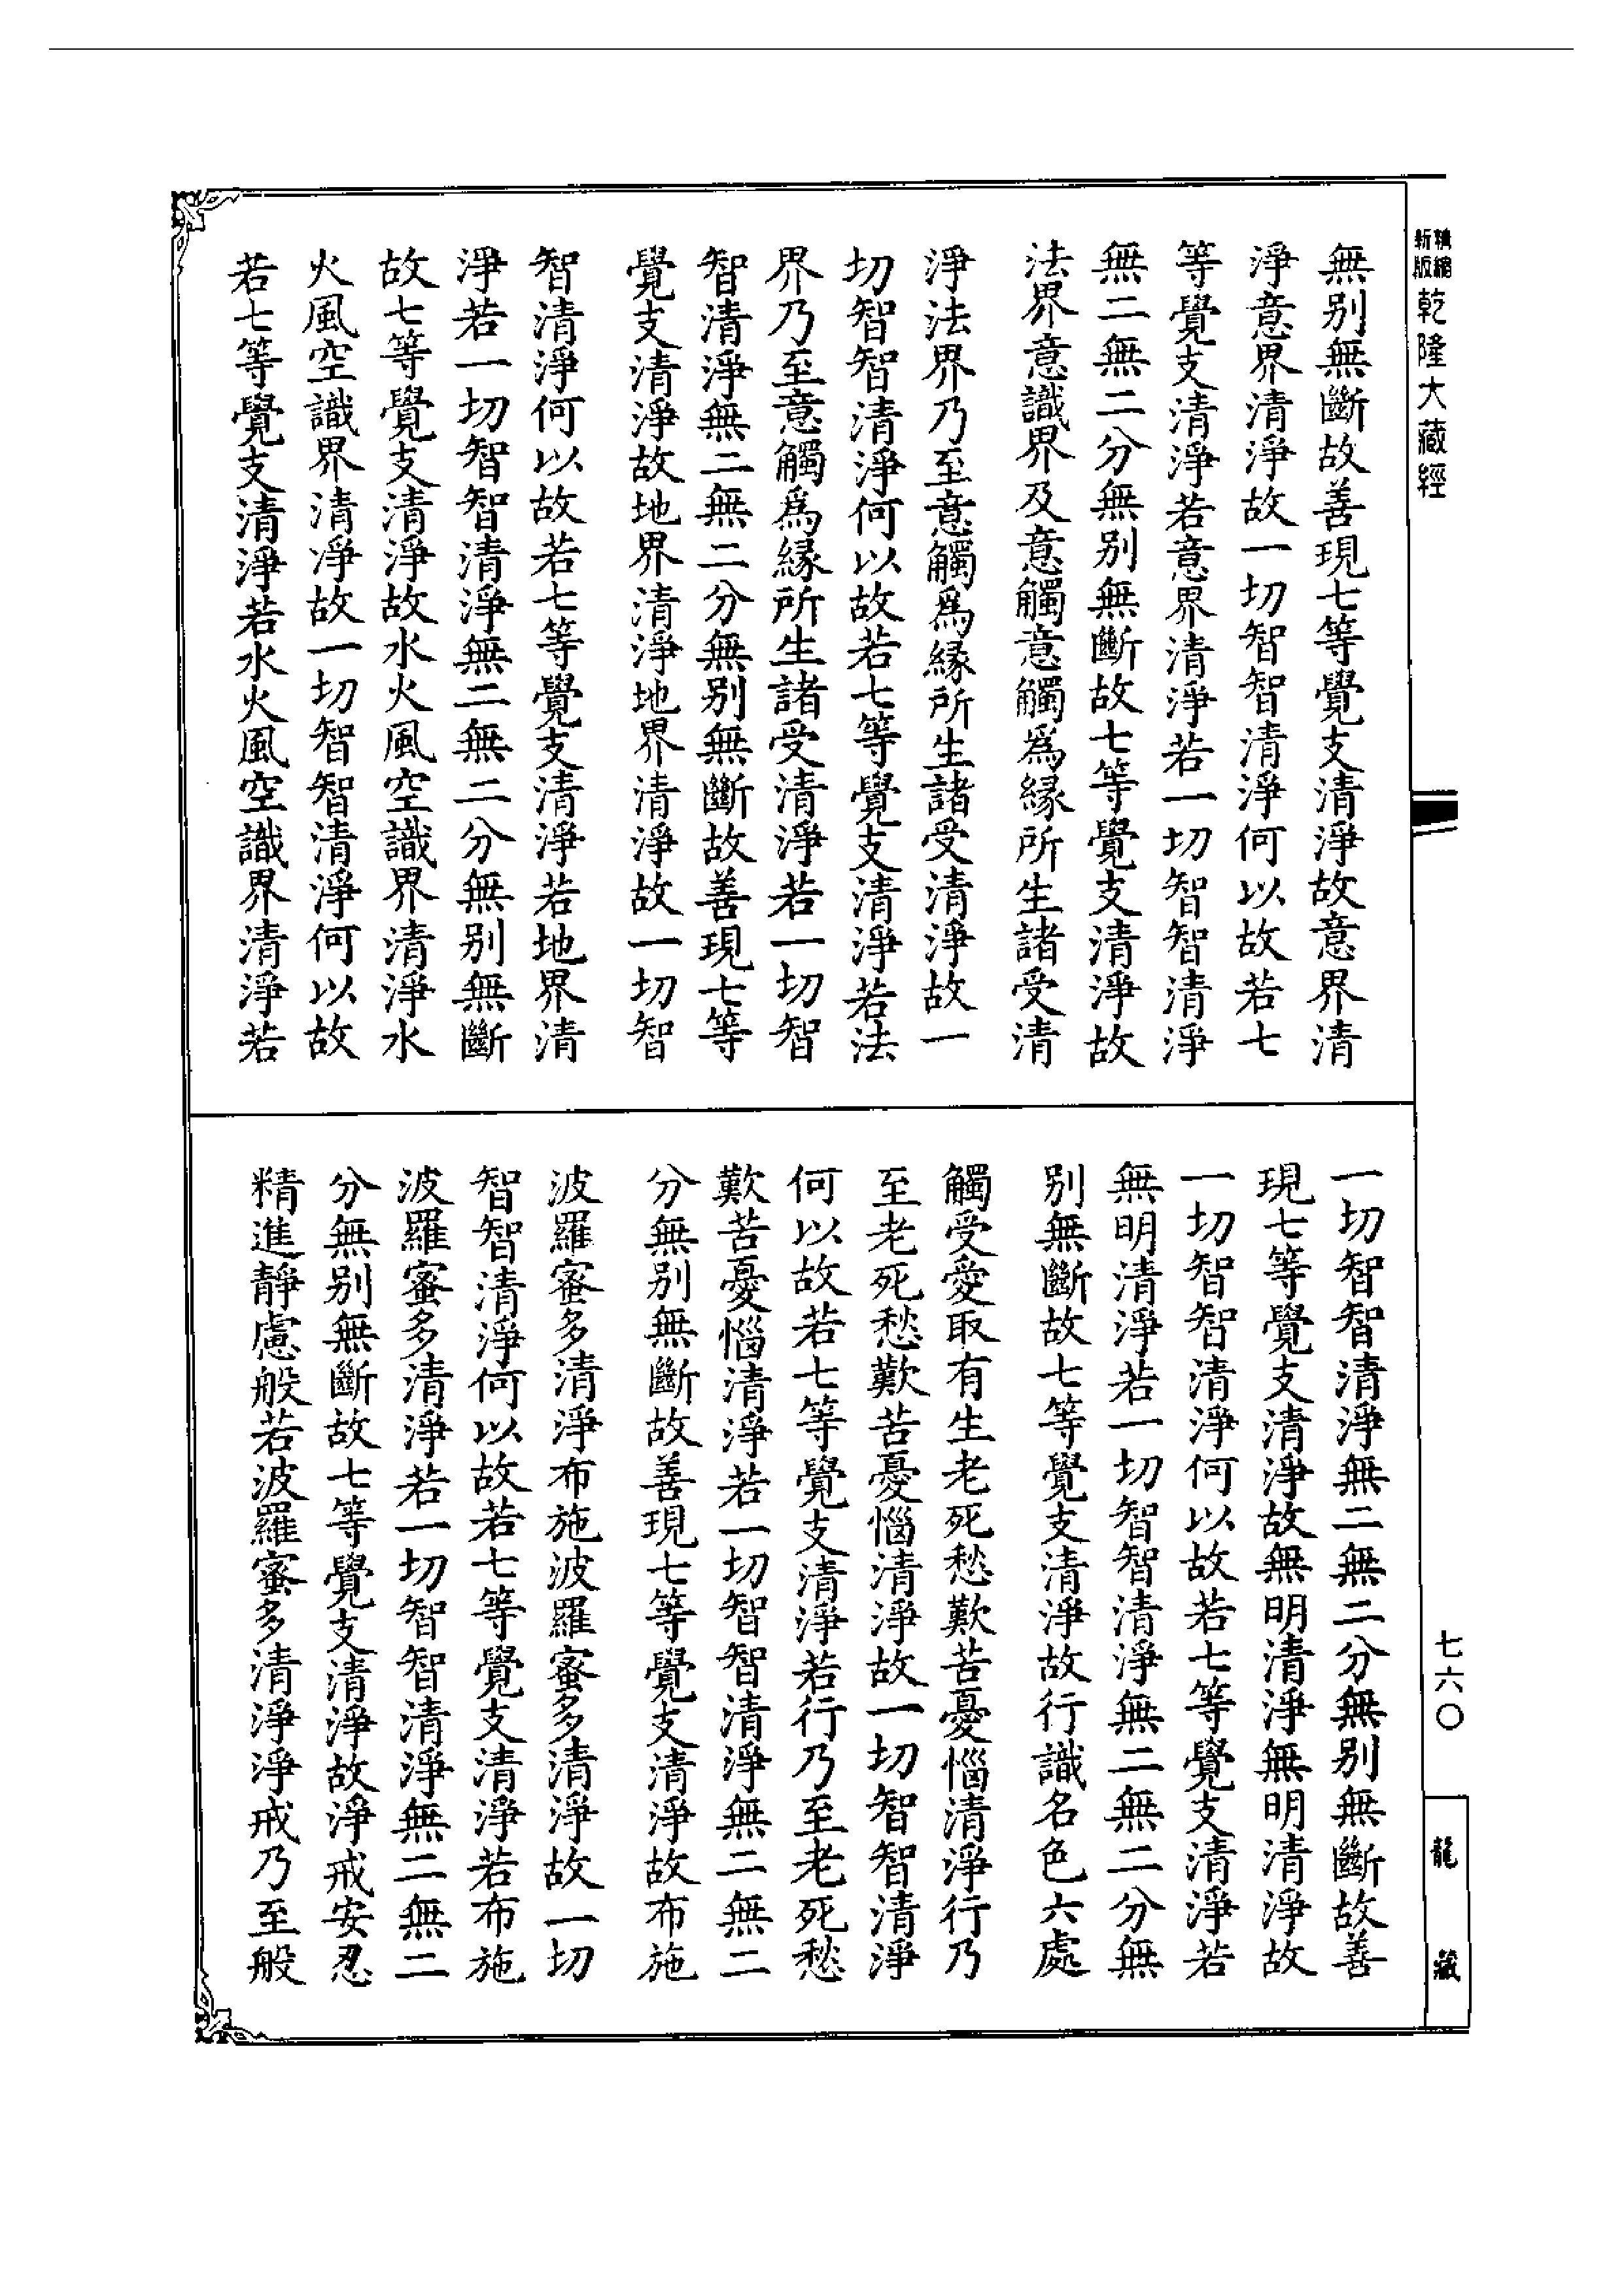 精縮新版乾隆大藏經
無别無斷故善現七等覺支清淨故意界清
淨意界清淨故一切智智清淨何以故若七
等覺支清淨若意界清淨若一切智智清淨
無二無二分無别無斷故七等覺支清淨故
法界意識界及意觸意觸爲緣所生諸受清
淨法界乃至意觸爲緣所生諸受清淨故一
切智智清淨何以故若七等覺支清淨若法
界乃至意觸爲緣所生諸受清淨若一切智
智清淨無二無二分無别無斷故善現七等
覺支清淨故地界清淨地界清淨故一切智
智清淨何以故若七等覺支清淨若地界清
淨若一切智智清淨無二無二分無别無斷
故七等覺支清淨故水火風空識界清淨水
火風空識界清淨故一切智智清淨何以故
若七等覺支清淨若水火風空識界清淨若
一切智智清淨無二無二分無别無斷故善
現七等覺支清淨故無明清淨無明清淨故
一切智智清淨何以故若七等覺支清淨若
無明清淨若一切智智清淨無二無二分無
别無斷故七等覺支清淨故行識名色六處
觸受愛取有生老死愁歎苦憂惱清淨行乃
至老死愁歎苦憂惱清淨故一切智智清淨
何以故若七等覺支清淨若行乃至老死愁
歎苦憂惱清淨若一切智智清淨無二無二
分無别無斷故善現七等覺支清淨故布施
波羅蜜多清淨布施波羅蜜多清淨故一切
智智清淨何以故若七等覺支清淨若布施
波羅蜜多清淨若一切智智清淨無二無二
分無别無斷故七等覺支清淨故淨戒安忍
精進靜慮般若波羅蜜多清淨淨戒乃至般
七六〇
龍藏